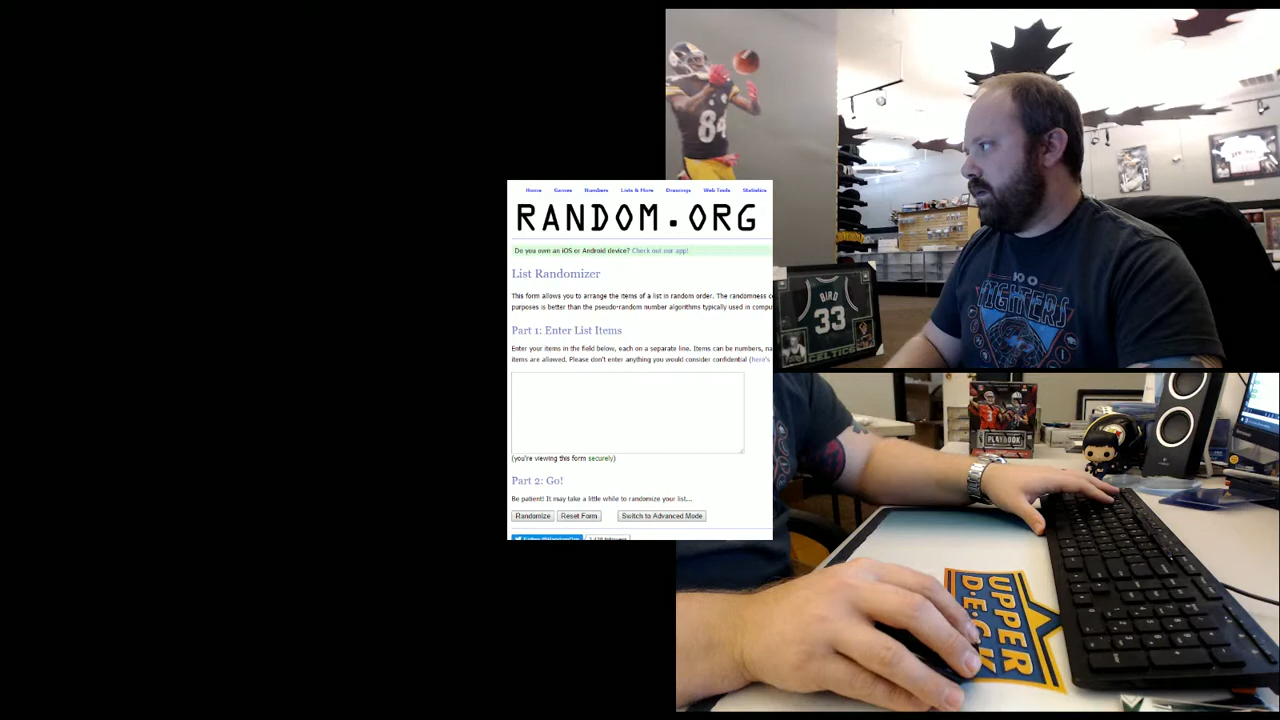 Home Games Numbers Lists & More Drawings Web Tools Statistics
RANDOM.ORG
Do you own an iOS or Android device? Check out our app!
List Randomizer
This form allows you to arrange the items of a list in random order. The randomness
purposes is better than the pseudo-random number algorithms typically used in
Part 1: Enter List Items
Enter your items in the field below, each on a separate line. Items can be numbers,
items are allowed. Please don't enter anything you would consider confidential (here's
(you're viewing this form securely)
Part 2: Go!
Be patient! It may take a little while to randomize your list...
Randomize Reset Form Switch to Advanced Mode
84
BIRD
33
CELTICS
FIGHTERS
PLAYBOOK
UPPER
DECK